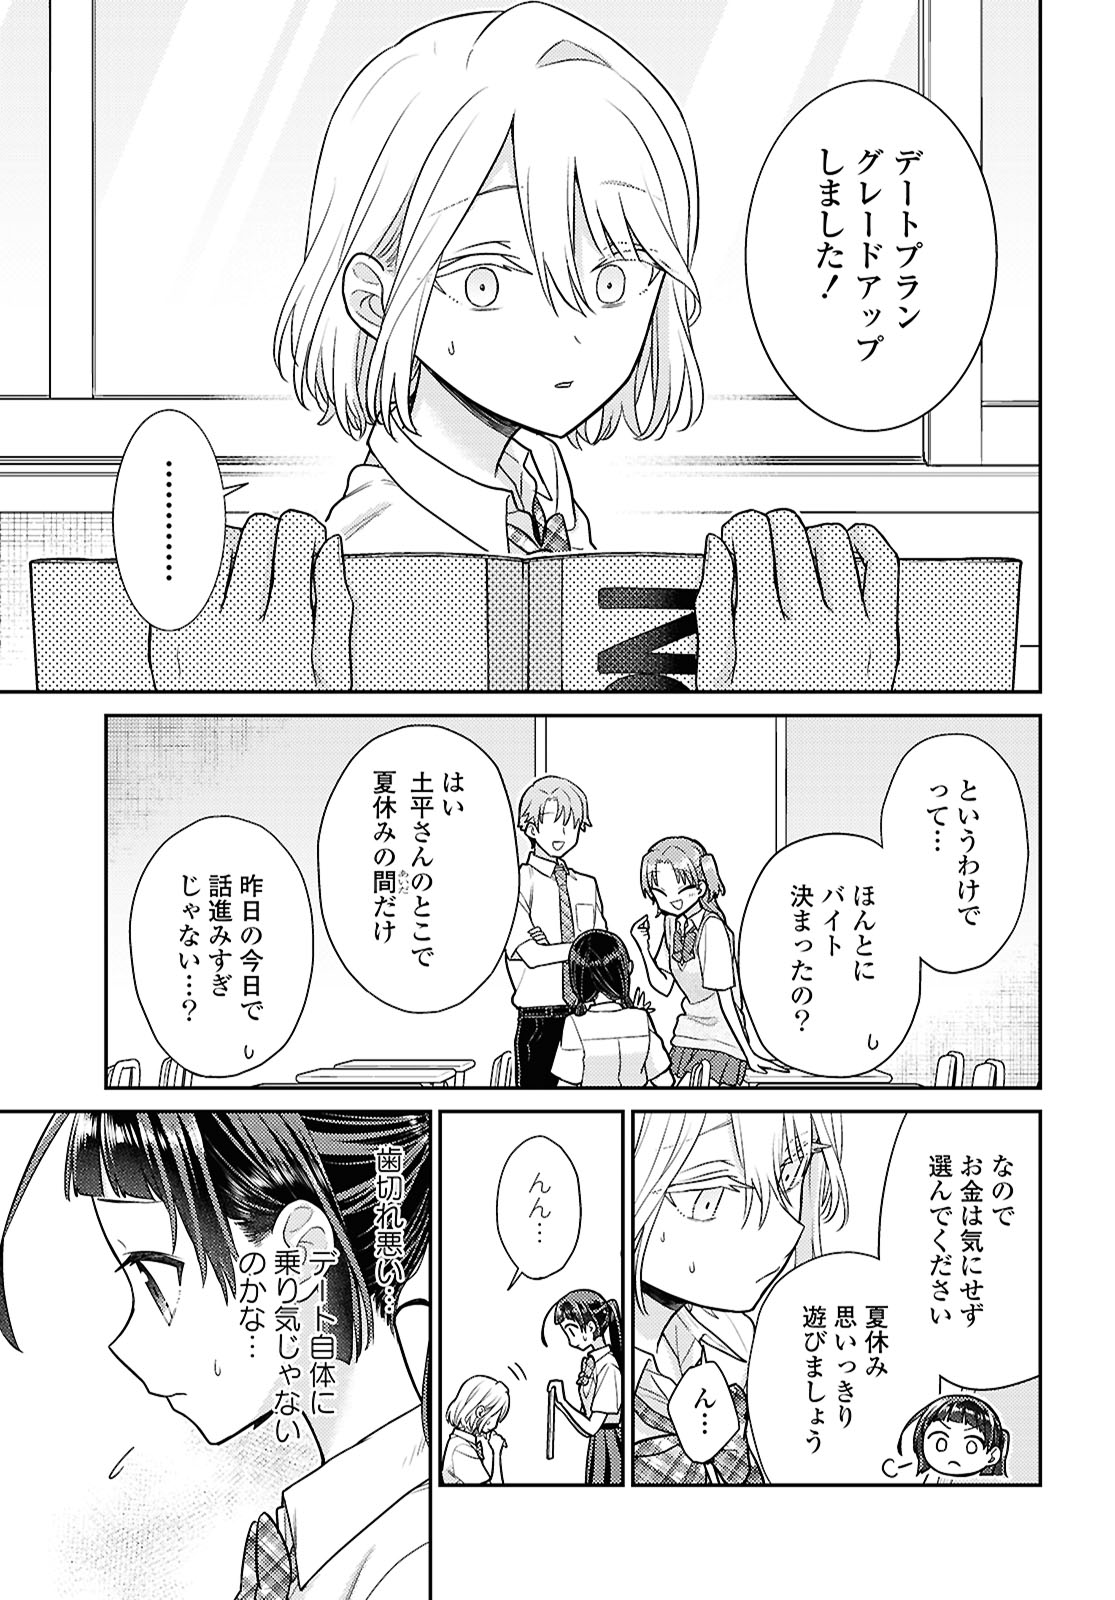 デートプラン
グレードアップ
しました！
………
というわけで
って…
ほんとに
バイト
決まったの？
はい
土平さんのとこで
夏休みの間だけ
あいだ
昨日の今日で
話進みすぎ
じゃない…？
なので
お金は気にせず
選んでください
夏休み
思いっきり
遊びましょう
ん…
んん…
歯切れ悪い…
デート自体に
乗り気じゃない
のかな…